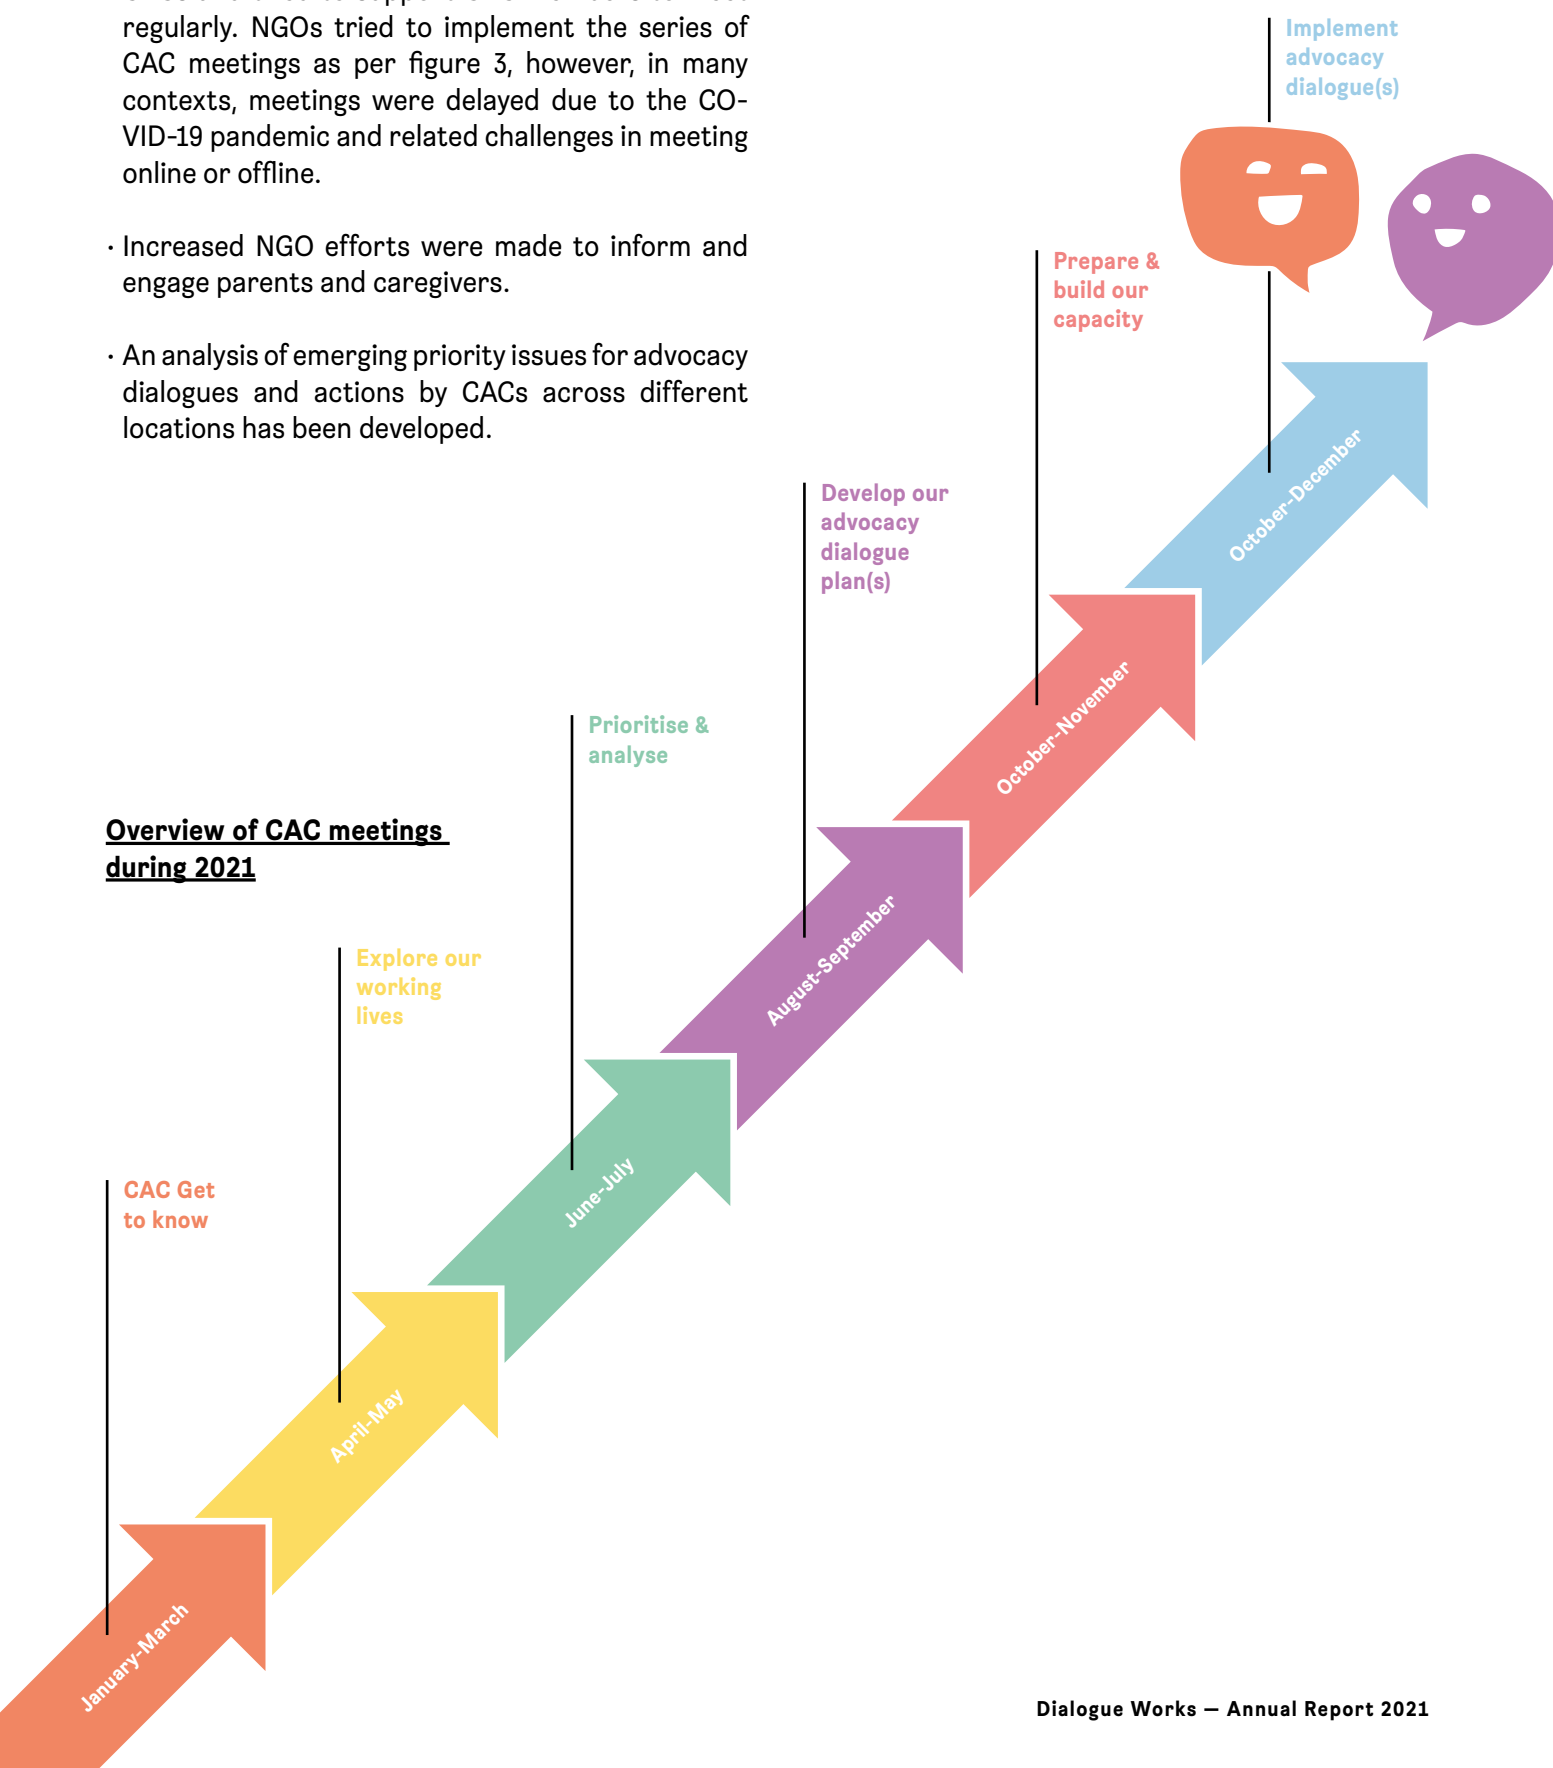 regularly. NGOs tried to implement the series of
CAC meetings as per figure 3, however, in many
contexts, meetings were delayed due to the CO-
VID-19 pandemic and related challenges in meeting
online or offline.
· Increased NGO efforts were made to inform and
engage parents and caregivers.
· An analysis of emerging priority issues for advocacy
dialogues and actions by CACs across different
locations has been developed.
Overview of CAC meetings
during 2021
CAC Get
to know
January-March
Explore our
working
lives
April-May
Prioritise &
analyse
June-July
Develop our
advocacy
dialogue
plan(s)
August-September
Prepare &
build our
capacity
October-November
Implement
advocacy
dialogue(s)
October-December
Dialogue Works — Annual Report 2021